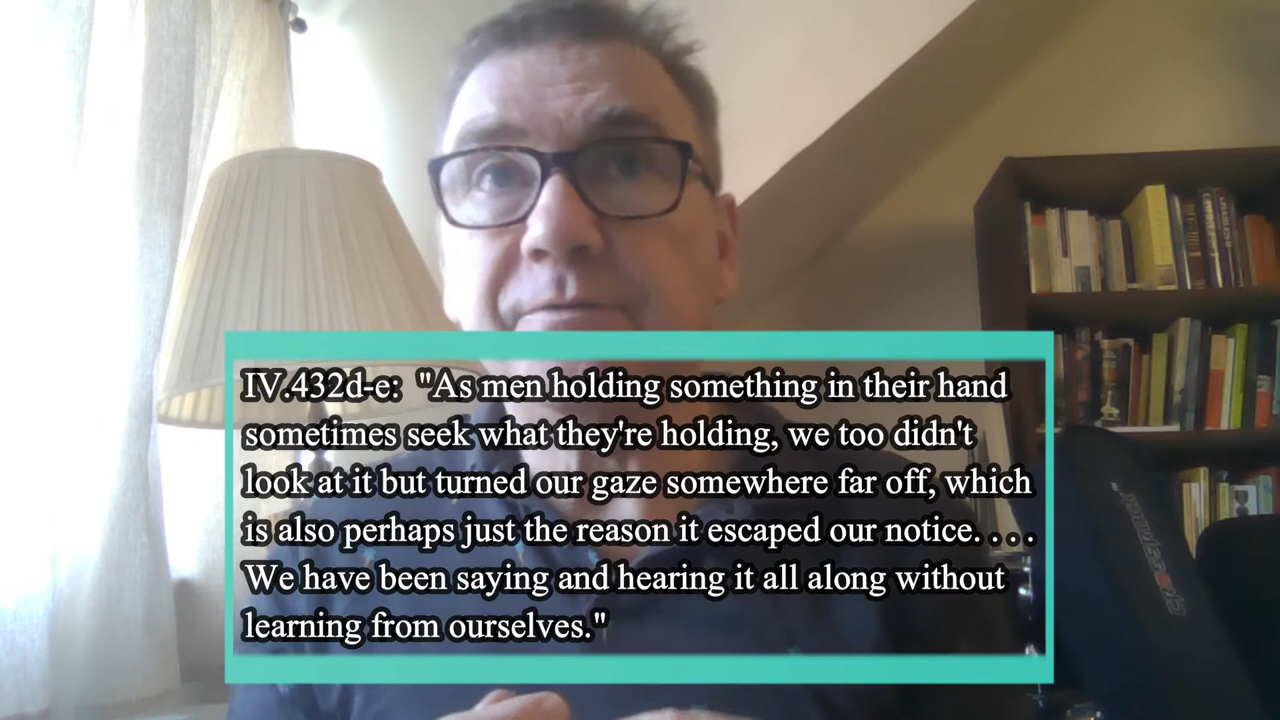 IV.432d-e:  "As men holding something in their hand
sometimes seek what they're holding, we too didn't
look at it but turned our gaze somewhere far off, which
is also perhaps just the reason it escaped our notice. . . .
We have been saying and hearing it all along without
learning from ourselves."
CROSSROCK